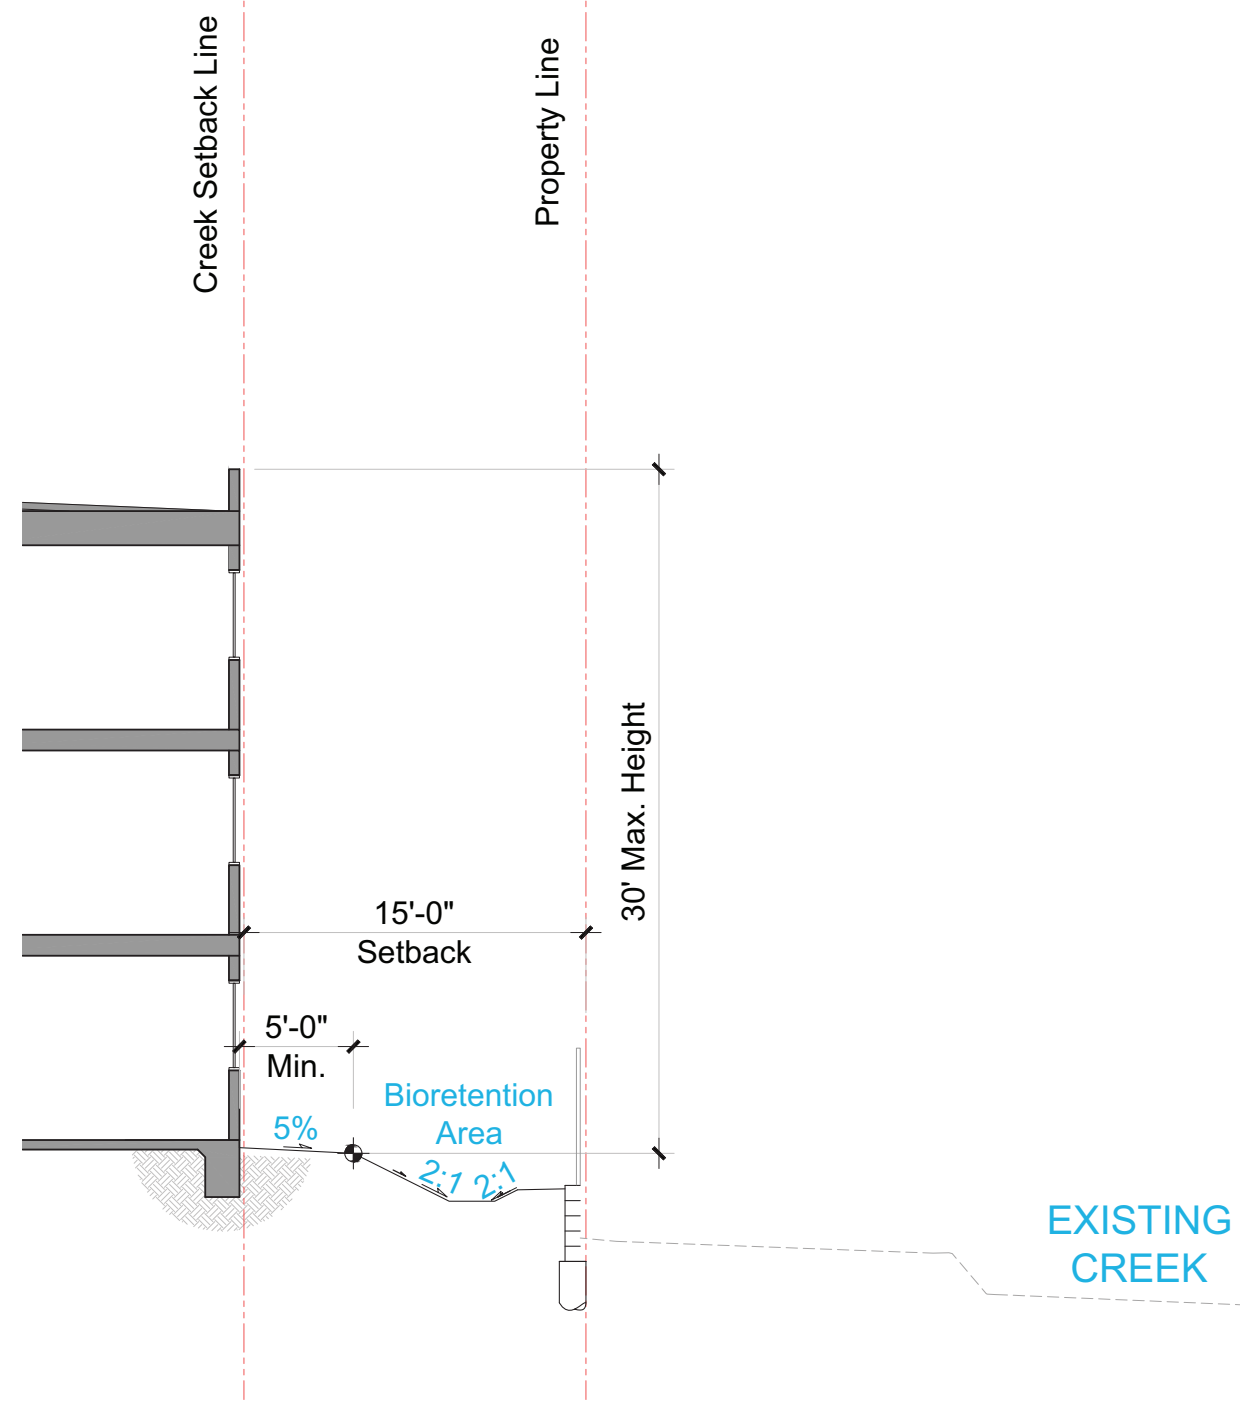 Creek Setback Line
Property Line
30' Max. Height
15'-0"
Setback
5'-0"
Min.
Bioretention
Area
5%
2:1
2:1
EXISTING
CREEK